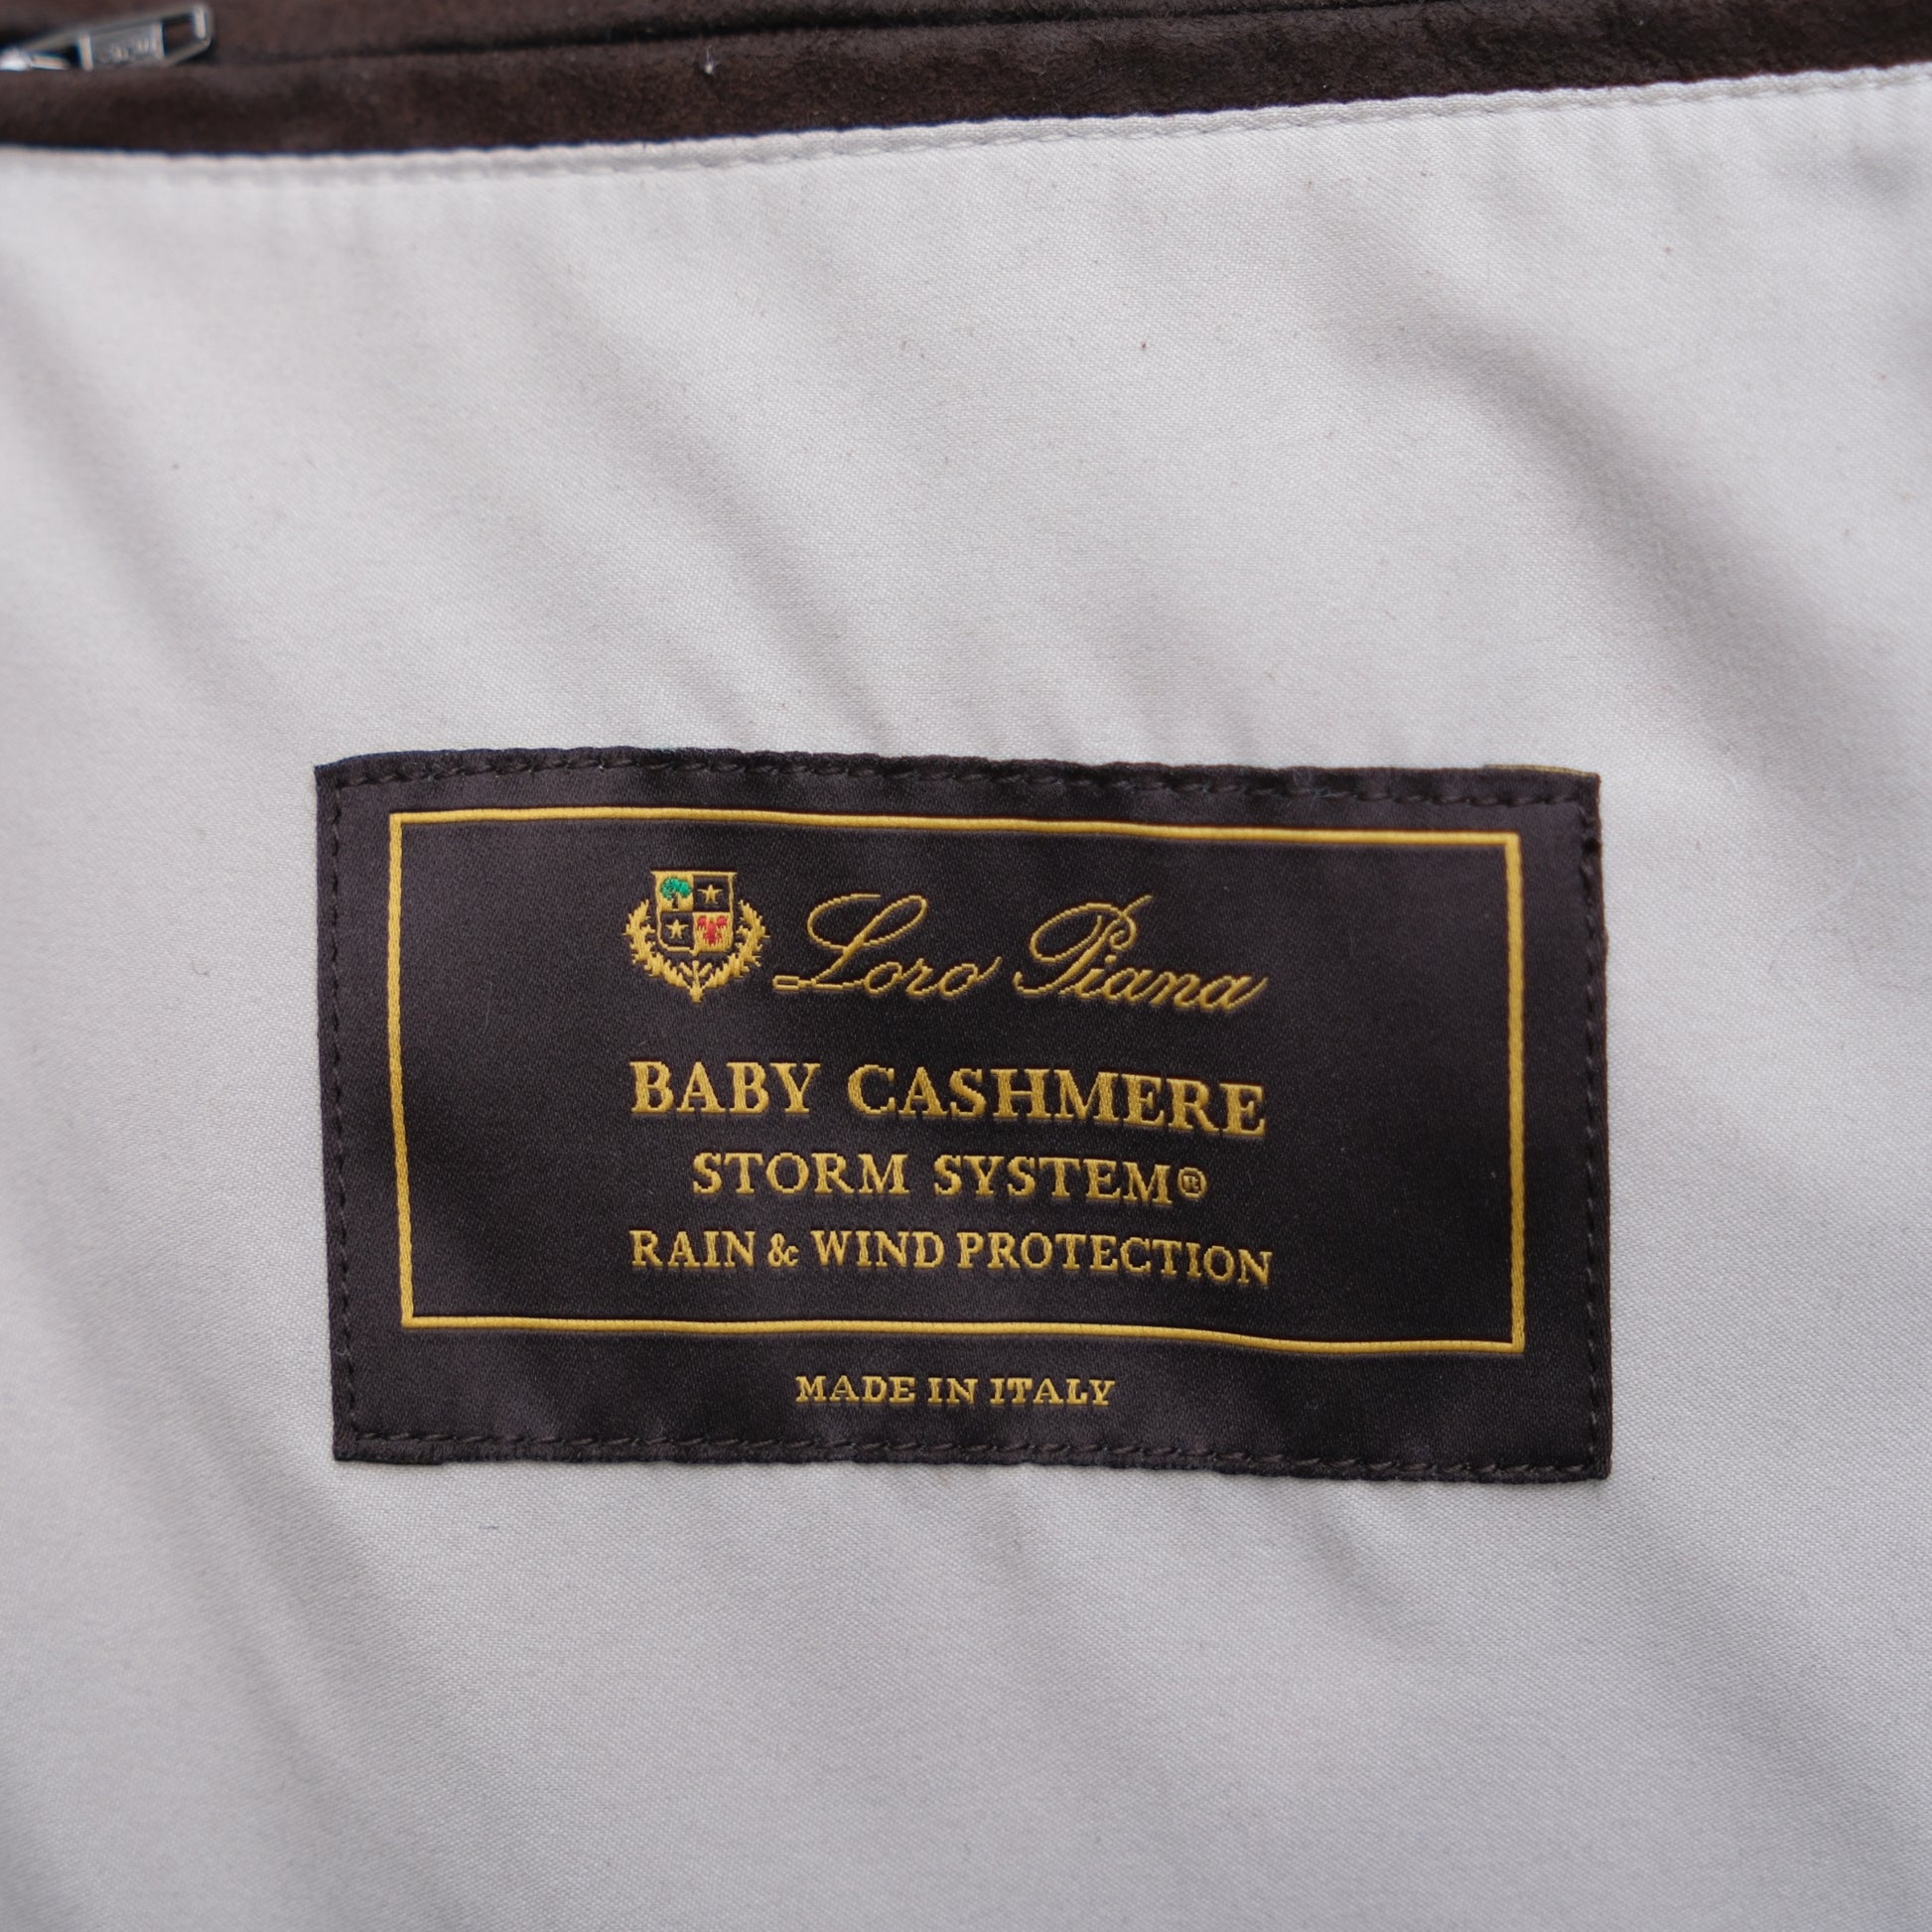 Loro Piana
BABY CASHMERE
STORM SYSTEM®
RAIN & WIND PROTECTION
MADE IN ITALY